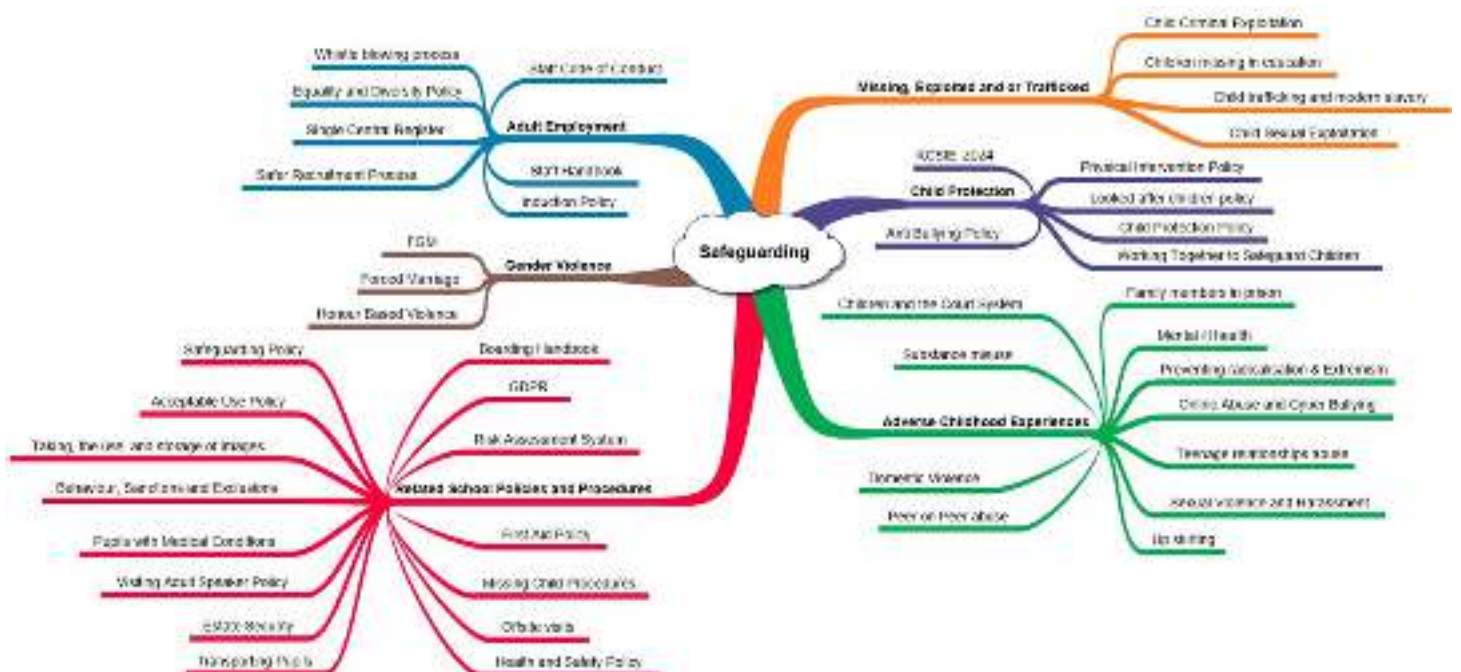 Safeguarding
Adult Employment
Whistle blowing process
Equality and Diversity Policy
Single Central Register
Safer Recruitment Process
Staff Code of Conduct
Staff Handbook
Induction Policy
Gender Violence
FGM
Forced Marriage
Honour Based Violence
Related School Policies and Procedures
Safeguarding Policy
Acceptable Use Policy
Taking, the use, and storage of images
Behaviour, Sanctions and Exclusions
Pupils with Medical Conditions
Visiting Adult Speaker Policy
Estate Security
Transporting Pupils
Boarding Handbook
GDPR
Risk Assessment System
First Aid Policy
Missing Child Procedures
Offsite visits
Health and Safety Policy
Missing, Exploited and or Trafficked
Child Criminal Exploitation
Children missing in education
Child trafficking and modern slavery
Child Sexual Exploitation
Child Protection
KCSIE 2024
Anti Bullying Policy
Physical Intervention Policy
Looked after children policy
Child Protection Policy
Working Together to Safeguard Children
Adverse Childhood Experiences
Children and the Court System
Substance misuse
Domestic Violence
Peer on Peer abuse
Family members in prison
Mental ill health
Preventing radicalisation & Extremism
Online Abuse and Cyber Bullying
Teenage relationships abuse
Sexual Violence and Harassment
Up skirting